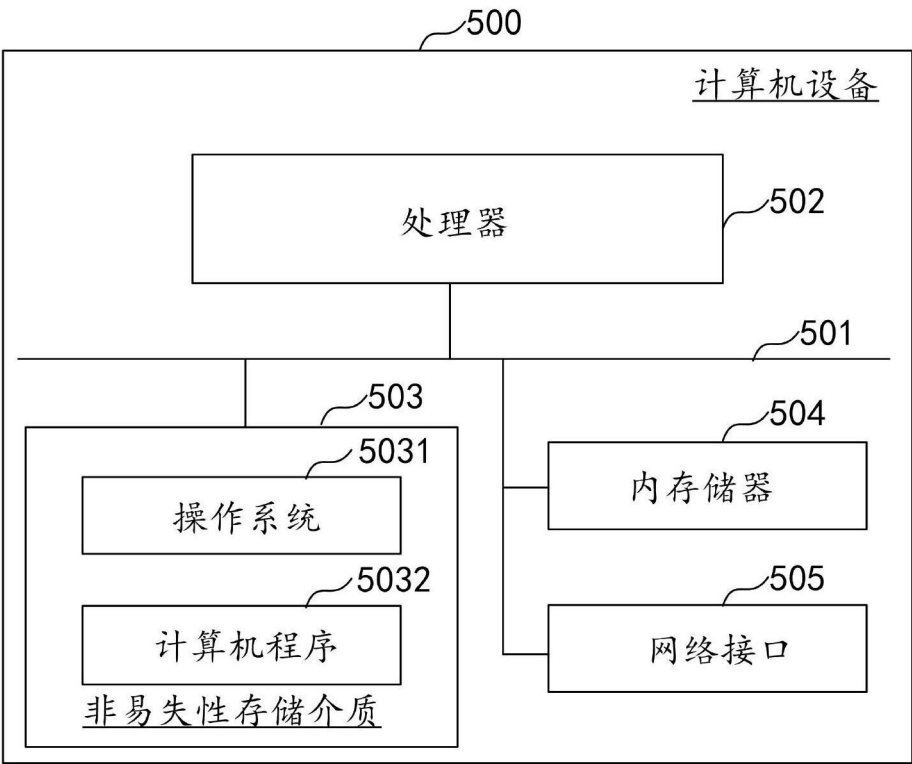 500
计算机设备
处理器
502
501
503
5031
操作系统
5032
计算机程序
非易失性存储介质
504
内存储器
505
网络接口